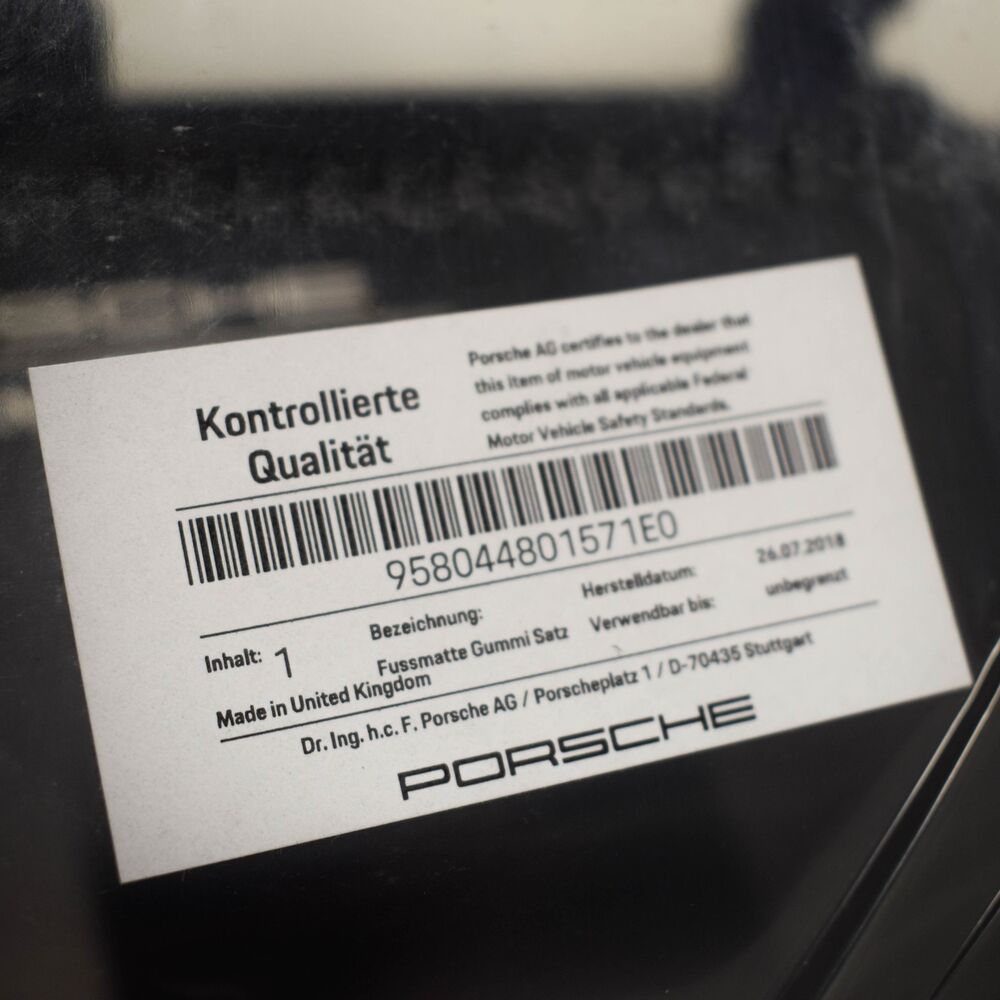 Kontrollierte
Qualität
Porsche AG certifies to the dealer that
this item of motor vehicle equipment
complies with all applicable Federal
Motor Vehicle Safety Standards.
958044801571E0
Inhalt: 1
Bezeichnung:
Fussmatte Gummi Satz
Herstelldatum: 26.07.2018
Verwendbar bis: unbegrenzt
Made in United Kingdom
Dr. Ing. h.c. F. Porsche AG / Porscheplatz 1 / D-70435 Stuttgart
PORSCHE